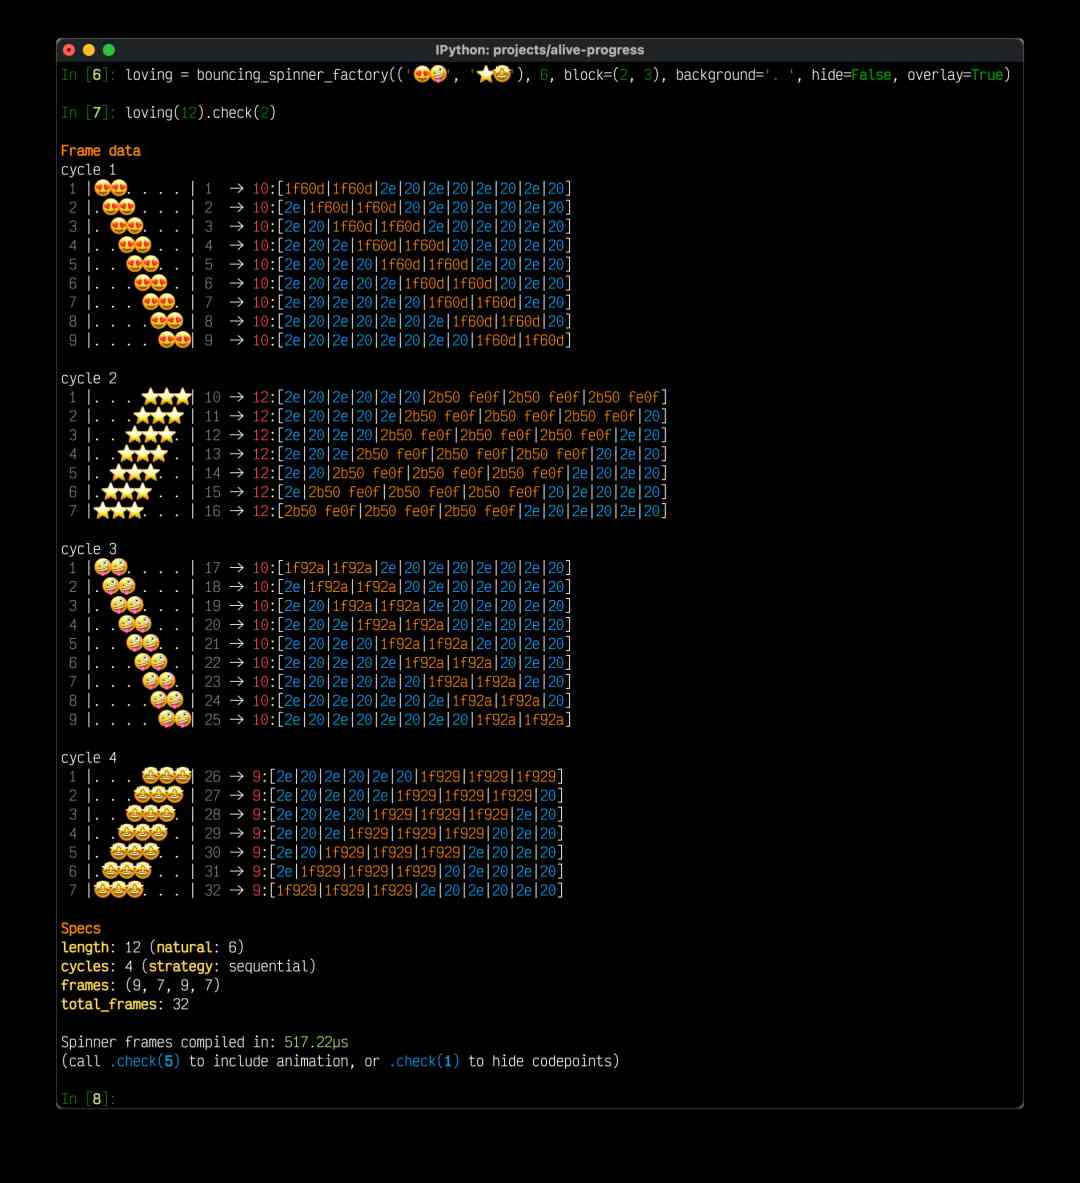 IPython: projects/alive-progress
In [6]: loving = bouncing_spinner_factory(('😍🤪', '⭐️🤩'), 6, block=(2, 3), background='. ', hide=False, overlay=True)
In [7]: loving(12).check(2)
Frame data
cycle 1
1 |😍😍. . . . | 1 → 10:[1f60d|1f60d|2e|20|2e|20|2e|20|2e|20]
2 |.😍😍 . . . | 2 → 10:[2e|1f60d|1f60d|20|2e|20|2e|20|2e|20]
3 |. 😍😍. . . | 3 → 10:[2e|20|1f60d|1f60d|2e|20|2e|20|2e|20]
4 |. .😍😍 . . | 4 → 10:[2e|20|2e|1f60d|1f60d|20|2e|20|2e|20]
5 |. . 😍😍. . | 5 → 10:[2e|20|2e|20|1f60d|1f60d|2e|20|2e|20]
6 |. . .😍😍 . | 6 → 10:[2e|20|2e|20|2e|1f60d|1f60d|20|2e|20]
7 |. . . 😍😍. | 7 → 10:[2e|20|2e|20|2e|20|1f60d|1f60d|2e|20]
8 |. . . .😍😍 | 8 → 10:[2e|20|2e|20|2e|20|2e|1f60d|1f60d|20]
9 |. . . . 😍😍| 9 → 10:[2e|20|2e|20|2e|20|2e|20|1f60d|1f60d]
cycle 2
1 |. . . ⭐️⭐️⭐️| 10 → 12:[2e|20|2e|20|2e|20|2b50 fe0f|2b50 fe0f|2b50 fe0f]
2 |. . .⭐️⭐️⭐️ | 11 → 12:[2e|20|2e|20|2e|2b50 fe0f|2b50 fe0f|2b50 fe0f|20]
3 |. . ⭐️⭐️⭐️. | 12 → 12:[2e|20|2e|20|2b50 fe0f|2b50 fe0f|2b50 fe0f|2e|20]
4 |. .⭐️⭐️⭐️ . | 13 → 12:[2e|20|2e|2b50 fe0f|2b50 fe0f|2b50 fe0f|20|2e|20]
5 |. ⭐️⭐️⭐️. . | 14 → 12:[2e|20|2b50 fe0f|2b50 fe0f|2b50 fe0f|2e|20|2e|20]
6 |.⭐️⭐️⭐️ . . | 15 → 12:[2e|2b50 fe0f|2b50 fe0f|2b50 fe0f|20|2e|20|2e|20]
7 |⭐️⭐️⭐️. . . | 16 → 12:[2b50 fe0f|2b50 fe0f|2b50 fe0f|2e|20|2e|20|2e|20]
cycle 3
1 |🤪🤪. . . . | 17 → 10:[1f92a|1f92a|2e|20|2e|20|2e|20|2e|20]
2 |.🤪🤪 . . . | 18 → 10:[2e|1f92a|1f92a|20|2e|20|2e|20|2e|20]
3 |. 🤪🤪. . . | 19 → 10:[2e|20|1f92a|1f92a|2e|20|2e|20|2e|20]
4 |. .🤪🤪 . . | 20 → 10:[2e|20|2e|1f92a|1f92a|20|2e|20|2e|20]
5 |. . 🤪🤪. . | 21 → 10:[2e|20|2e|20|1f92a|1f92a|2e|20|2e|20]
6 |. . .🤪🤪 . | 22 → 10:[2e|20|2e|20|2e|1f92a|1f92a|20|2e|20]
7 |. . . 🤪🤪. | 23 → 10:[2e|20|2e|20|2e|20|1f92a|1f92a|2e|20]
8 |. . . .🤪🤪 | 24 → 10:[2e|20|2e|20|2e|20|2e|1f92a|1f92a|20]
9 |. . . . 🤪🤪| 25 → 10:[2e|20|2e|20|2e|20|2e|20|1f92a|1f92a]
cycle 4
1 |. . . 🤩🤩🤩| 26 → 9:[2e|20|2e|20|2e|20|1f929|1f929|1f929]
2 |. . .🤩🤩🤩 | 27 → 9:[2e|20|2e|20|2e|1f929|1f929|1f929|20]
3 |. . 🤩🤩🤩. | 28 → 9:[2e|20|2e|20|1f929|1f929|1f929|2e|20]
4 |. .🤩🤩🤩 . | 29 → 9:[2e|20|2e|1f929|1f929|1f929|20|2e|20]
5 |. 🤩🤩🤩. . | 30 → 9:[2e|20|1f929|1f929|1f929|2e|20|2e|20]
6 |.🤩🤩🤩 . . | 31 → 9:[2e|1f929|1f929|1f929|20|2e|20|2e|20]
7 |🤩🤩🤩. . . | 32 → 9:[1f929|1f929|1f929|2e|20|2e|20|2e|20]
Specs
length: 12 (natural: 6)
cycles: 4 (strategy: sequential)
frames: (9, 7, 9, 7)
total_frames: 32
Spinner frames compiled in: 517.22µs
(call .check(5) to include animation, or .check(1) to hide codepoints)
In [8]: